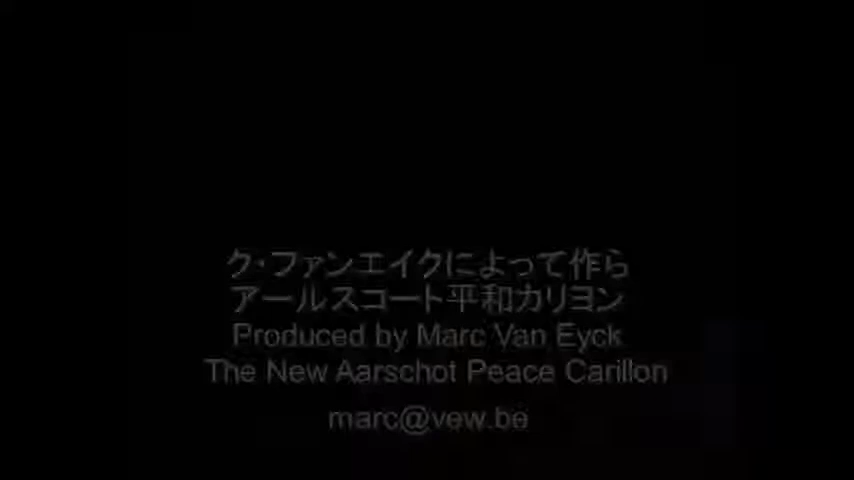 ク・ファンエイクによって作ら
アールスコート平和カリヨン
Produced by Marc Van Eyck
The New Aarschot Peace Carillon
marc@vew.be